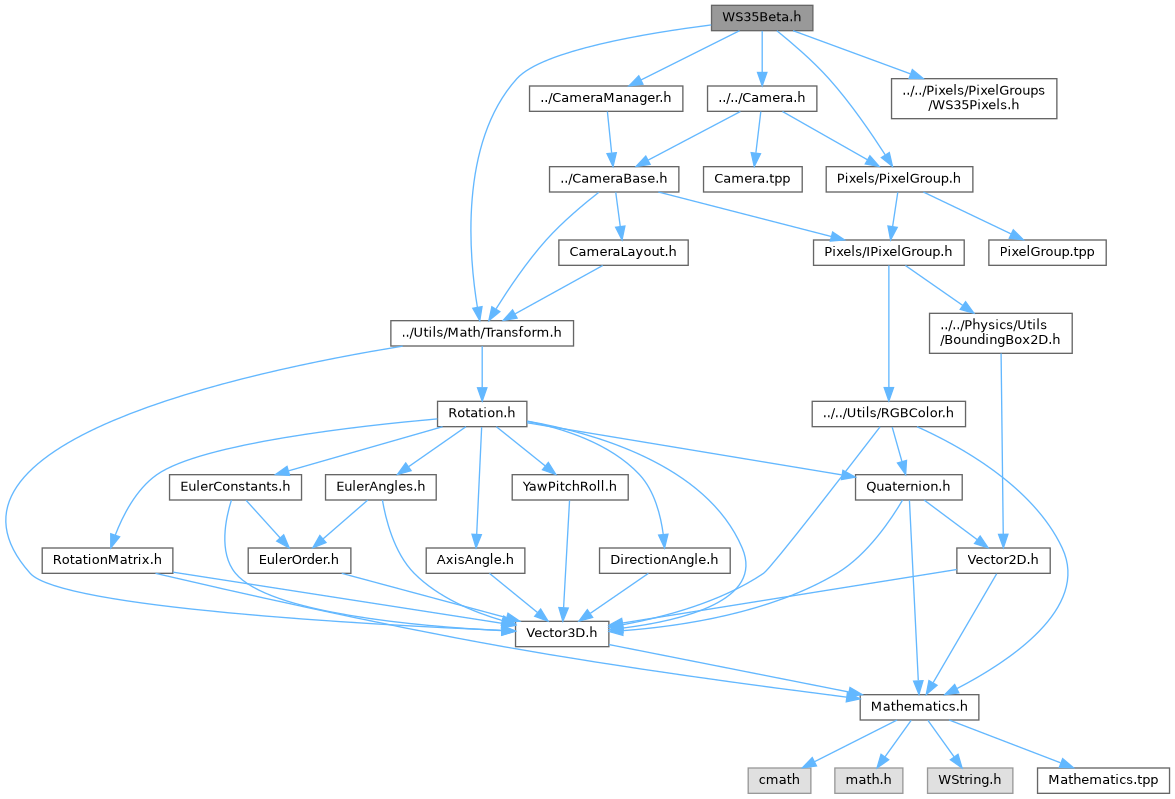 WS35Beta.h
../CameraManager.h
../../Camera.h
../../Pixels/PixelGroups
/WS35Pixels.h
../CameraBase.h
Camera.tpp
Pixels/PixelGroup.h
CameraLayout.h
Pixels/IPixelGroup.h
PixelGroup.tpp
../Utils/Math/Transform.h
../../Physics/Utils
/BoundingBox2D.h
Rotation.h
../../Utils/RGBColor.h
EulerConstants.h
EulerAngles.h
YawPitchRoll.h
Quaternion.h
RotationMatrix.h
EulerOrder.h
AxisAngle.h
DirectionAngle.h
Vector2D.h
Vector3D.h
Mathematics.h
cmath
math.h
WString.h
Mathematics.tpp